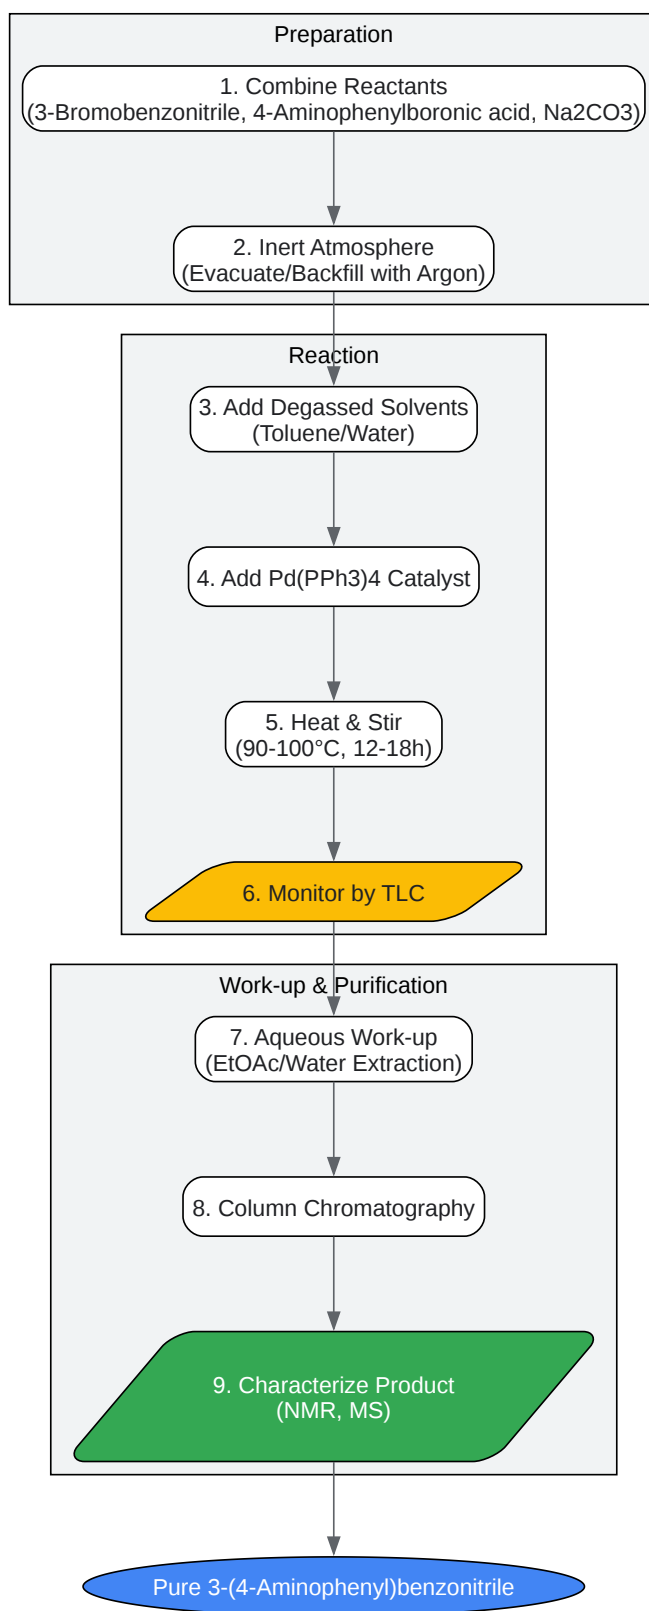 Preparation
1. Combine Reactants
(3-Bromobenzonitrile, 4-Aminophenylboronic acid, Na2CO3)
2. Inert Atmosphere
(Evacuate/Backfill with Argon)
Reaction
3. Add Degassed Solvents
(Toluene/Water)
4. Add Pd(PPh3)4 Catalyst
5. Heat & Stir
(90-100°C, 12-18h)
6. Monitor by TLC
Work-up & Purification
7. Aqueous Work-up
(EtOAc/Water Extraction)
8. Column Chromatography
9. Characterize Product
(NMR, MS)
Pure 3-(4-Aminophenyl)benzonitrile